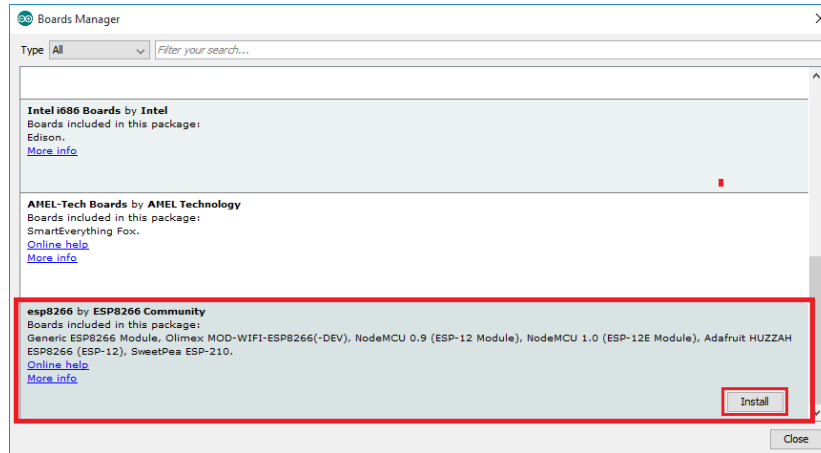 Boards Manager
Type All Filter your search...
Intel i686 Boards by Intel
Boards included in this package:
Edison.
More info
AMEL-Tech Boards by AMEL Technology
Boards included in this package:
SmartEverything Fox.
Online help
More info
esp8266 by ESP8266 Community
Boards included in this package:
Generic ESP8266 Module, Olimex MOD-WIFI-ESP8266(-DEV), NodeMCU 0.9 (ESP-12 Module), NodeMCU 1.0 (ESP-12E Module), Adafruit HUZZAH
ESP8266 (ESP-12), SweetPea ESP-210.
Online help
More info
Install
Close